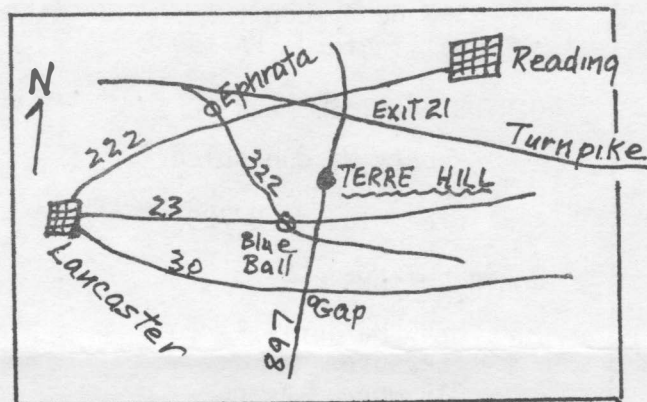 N
Ephrata
Reading
Exit 21
Turnpike
222
322
TERRE HILL
23
Blue
Ball
30
Lancaster
Gap
897